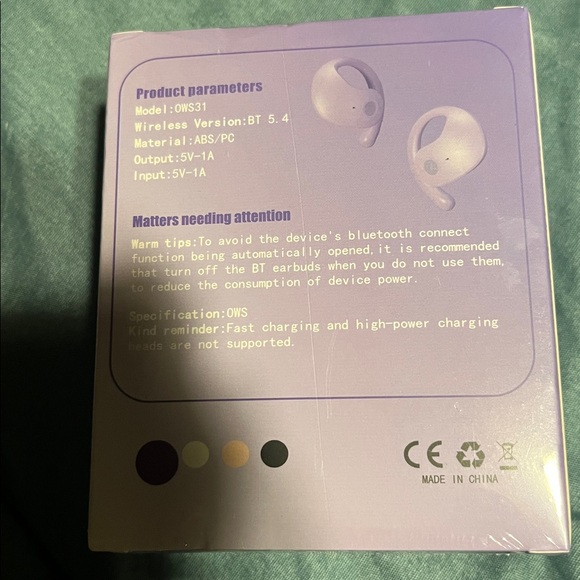 Product parameters
Model:OWS31
Wireless Version:BT 5.4
Material:ABS/PC
Output:5V-1A
Input:5V-1A
Matters needing attention
Warm tips:To avoid the device's bluetooth connect
function being automatically opened,it is recommended
that turn off the BT earbuds when you do not use them,
to reduce the consumption of device power.
Specification:OWS
Kind reminder:Fast charging and high-power charging
heads are not supported.
CE
MADE IN CHINA